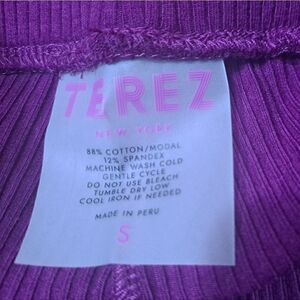 TEREZ
NEW YORK
88% COTTON/MODAL
12% SPANDEX
MACHINE WASH COLD
GENTLE CYCLE
DO NOT USE BLEACH
TUMBLE DRY LOW
COOL IRON IF NEEDED
MADE IN PERU
S